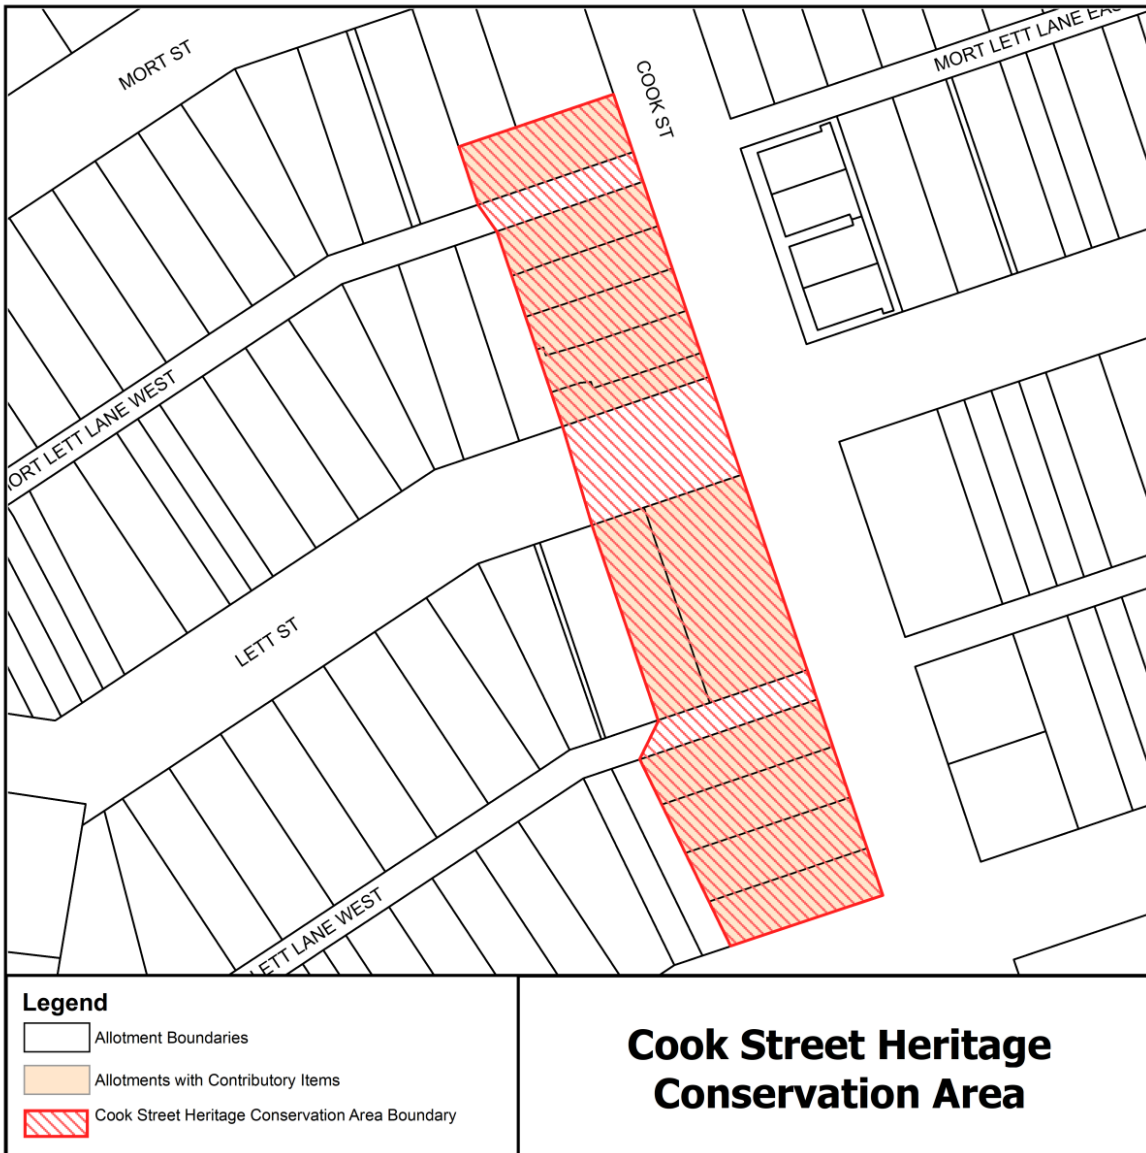 MORT ST
COOK ST
MORT LETT LANE EAS
MORT LETT LANE WEST
LETT ST
LETT LANE WEST
Legend
Allotment Boundaries
Allotments with Contributory Items
Cook Street Heritage Conservation Area Boundary
Cook Street Heritage
Conservation Area